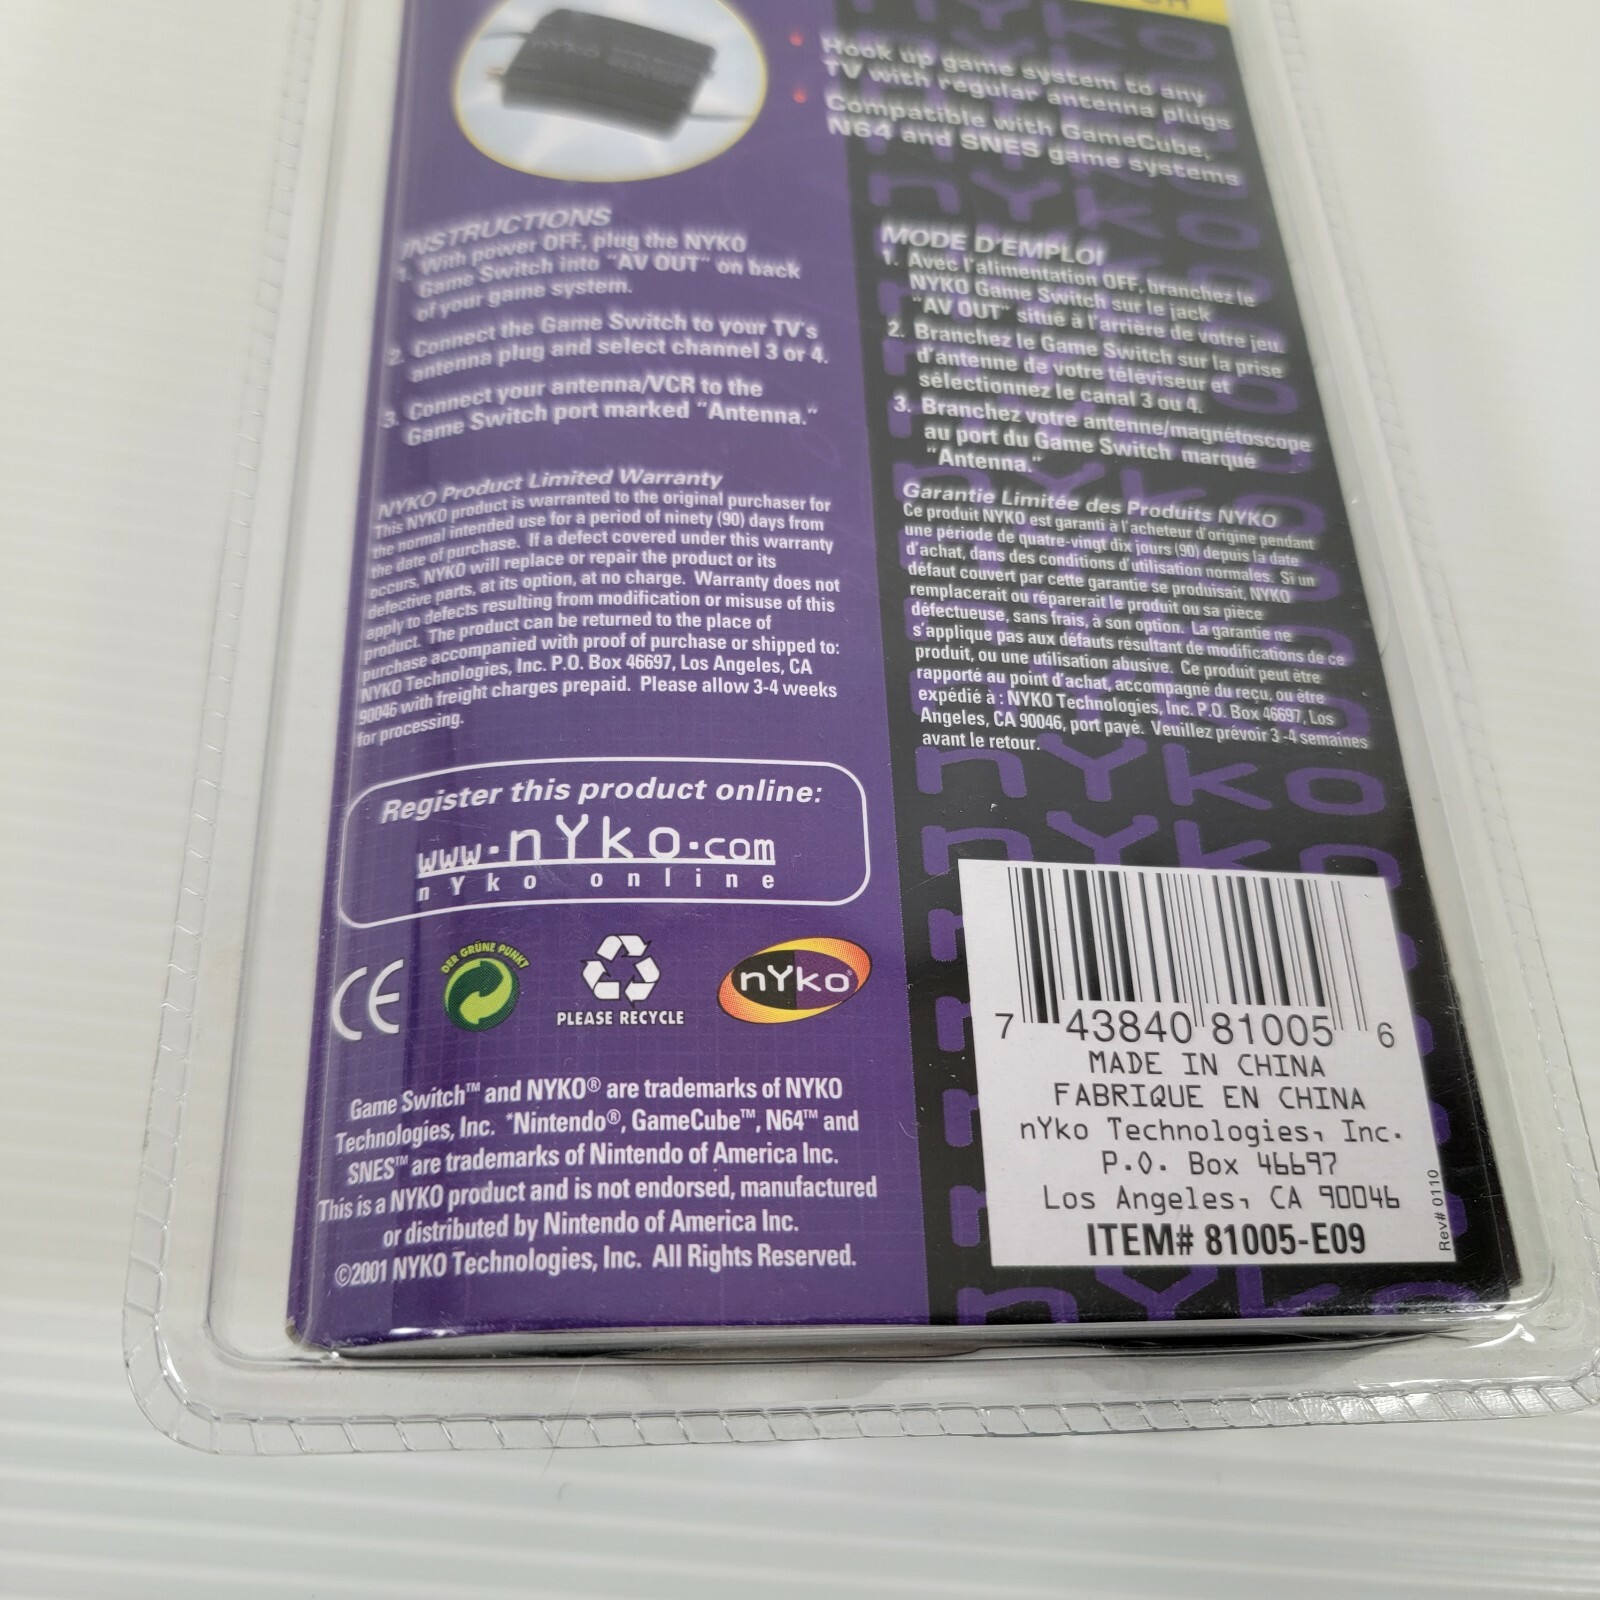 Hook up game system to any
TV with regular antenna plugs
Compatible with GameCube,
N64 and SNES game systems
INSTRUCTIONS
1. With power OFF, plug the NYKO
Game Switch into "AV OUT" on back
of your game system.
2. Connect the Game Switch to your TV's
antenna plug and select channel 3 or 4.
3. Connect your antenna/VCR to the
Game Switch port marked "Antenna."
NYKO Product Limited Warranty
This NYKO product is warranted to the original purchaser for
the normal intended use for a period of ninety (90) days from
the date of purchase. If a defect covered under this warranty
occurs, NYKO will replace or repair the product or its
defective parts, at its option, at no charge. Warranty does not
apply to defects resulting from modification or misuse of this
product. The product can be returned to the place of
purchase accompanied with proof of purchase or shipped to:
NYKO Technologies, Inc. P.O. Box 46697, Los Angeles, CA
90046 with freight charges prepaid. Please allow 3-4 weeks
for processing.
MODE D'EMPLOI
1. Avec l'alimentation OFF, branchez le
NYKO Game Switch sur le jack
"AV OUT" situé à l'arrière de votre jeu.
2. Branchez le Game Switch sur la prise
d'antenne de votre téléviseur et
sélectionnez le canal 3 ou 4.
3. Branchez votre antenne/magnétoscope
au port du Game Switch marqué
"Antenna."
Garantie Limitée des Produits NYKO
Ce produit NYKO est garanti à l'acheteur d'origine pendant
une période de quatre-vingt dix jours (90) depuis la date
d'achat, dans des conditions d'utilisation normales. Si un
défaut couvert par cette garantie se produisait, NYKO
remplacerait ou réparerait le produit ou sa pièce
défectueuse, sans frais, à son option. La garantie ne
s'applique pas aux défauts résultant de modifications de ce
produit, ou une utilisation abusive. Ce produit peut être
rapporté au point d'achat, accompagné du reçu, ou être
expédié à : NYKO Technologies, Inc. P.O. Box 46697, Los
Angeles, CA 90046, port payé. Veuillez prévoir 3 -4 semaines
avant le retour.
Register this product online:
www.nYko.com
nYko online
CE
DER GRÜNE PUNKT
PLEASE RECYCLE
nYko®
Game Switch™ and NYKO® are trademarks of NYKO
Technologies, Inc. *Nintendo®, GameCube™, N64™ and
SNES™ are trademarks of Nintendo of America Inc.
This is a NYKO product and is not endorsed, manufactured
or distributed by Nintendo of America Inc.
©2001 NYKO Technologies, Inc. All Rights Reserved.
7 43840 81005 6
MADE IN CHINA
FABRIQUE EN CHINA
nYko Technologies, Inc.
P.O. Box 46697
Los Angeles, CA 90046
ITEM# 81005-E09
Rev# 0110